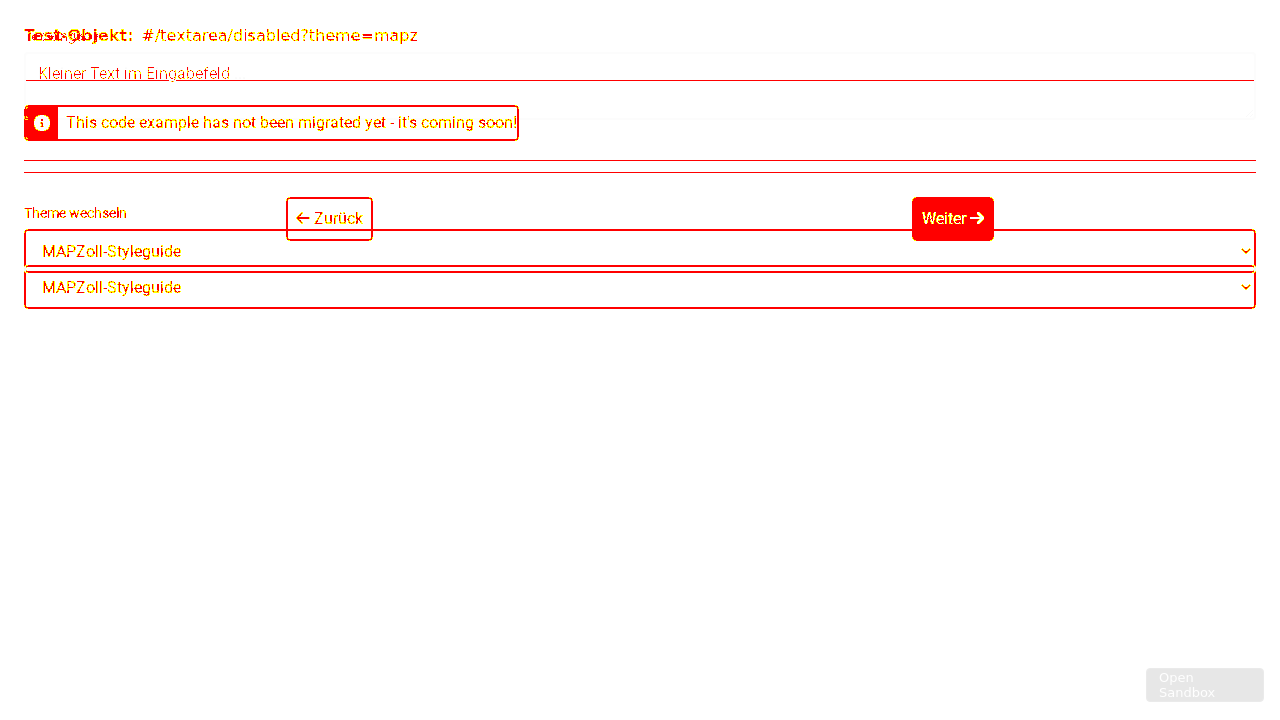 Test-Objekt: #/textarea/disabled?theme=mapz
Kleiner Text im Eingabefeld
This code example has not been migrated yet - it's coming soon!
Theme wechseln
← Zurück
Weiter →
MAPZoll-Styleguide
MAPZoll-Styleguide
Open
Sandbox